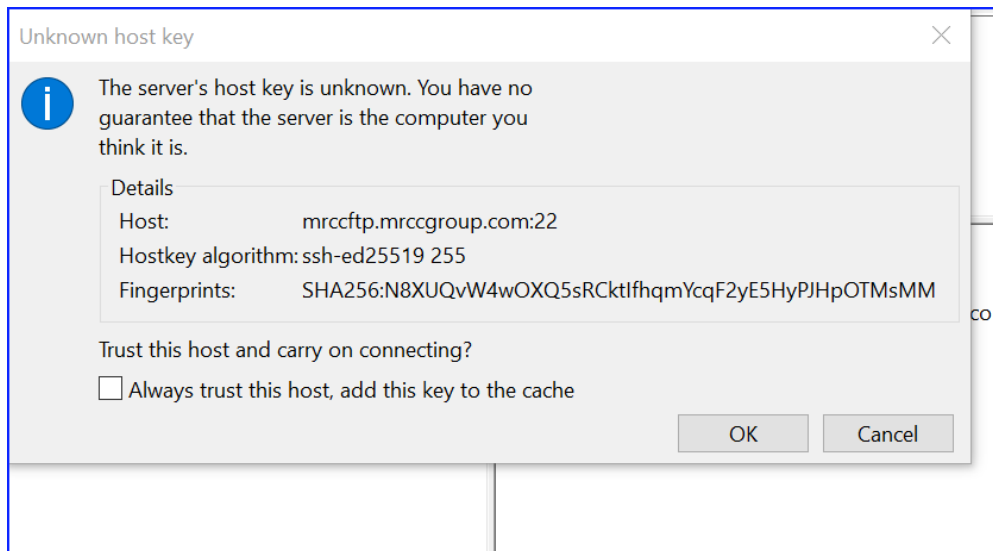 Unknown host key
The server's host key is unknown. You have no
guarantee that the server is the computer you
think it is.
Details
Host: mrccftp.mrccgroup.com:22
Hostkey algorithm: ssh-ed25519 255
Fingerprints: SHA256:N8XUQvW4wOXQ5sRCktIfhqmYcqF2yE5HyPJHpOTMsMM
co
Trust this host and carry on connecting?
Always trust this host, add this key to the cache
OK Cancel